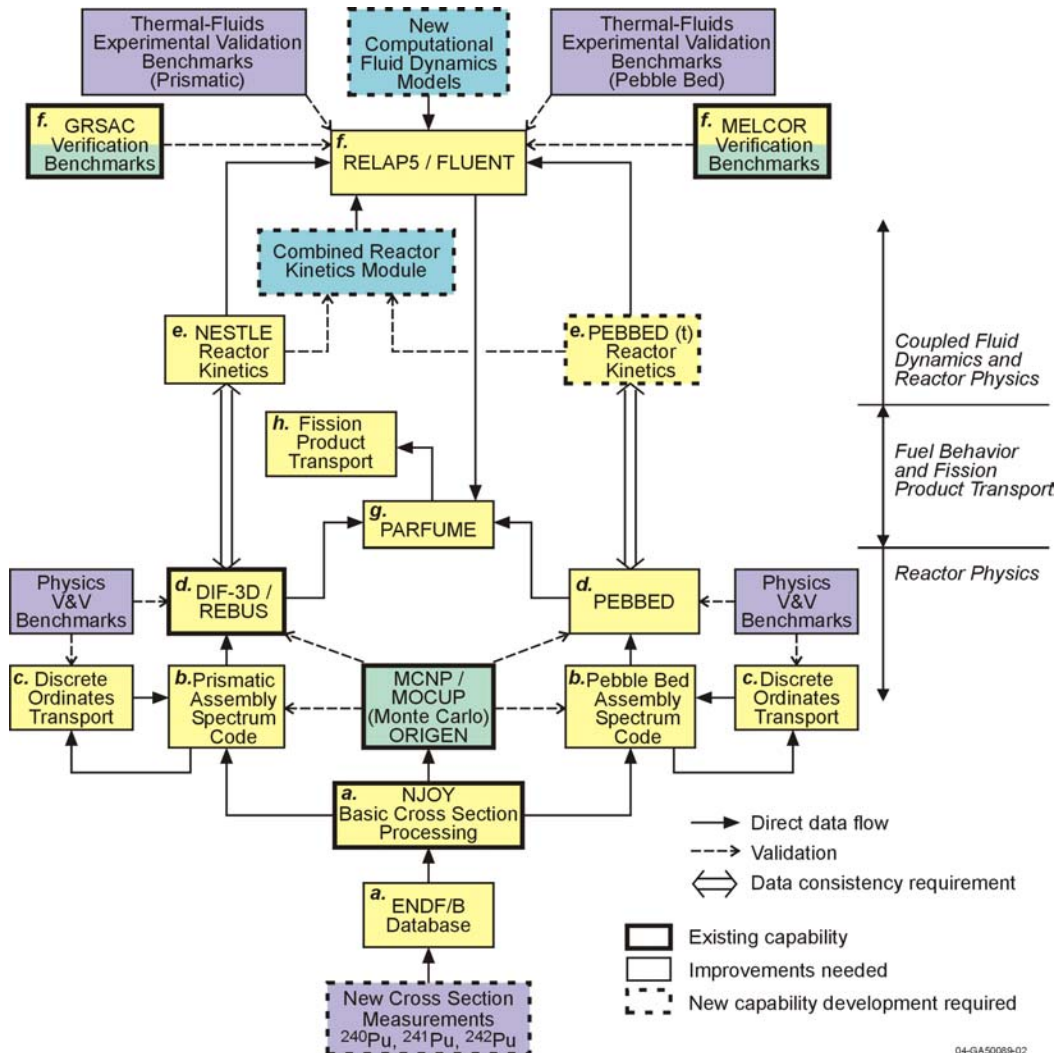 Thermal-Fluids
Experimental Validation
Benchmarks
(Prismatic)
New
Computational
Fluid Dynamics
Models
Thermal-Fluids
Experimental Validation
Benchmarks
(Pebble Bed)
f. GRSAC
Verification
Benchmarks
f.
RELAP5 / FLUENT
f. MELCOR
Verification
Benchmarks
Combined Reactor
Kinetics Module
e. NESTLE
Reactor
Kinetics
e. PEBBED (t)
Reactor
Kinetics
Coupled Fluid
Dynamics and
Reactor Physics
h. Fission
Product
Transport
Fuel Behavior
and Fission
Product Transport
g.
PARFUME
Reactor Physics
Physics
V&V
Benchmarks
d. DIF-3D /
REBUS
d.
PEBBED
Physics
V&V
Benchmarks
c. Discrete
Ordinates
Transport
b. Prismatic
Assembly
Spectrum
Code
MCNP /
MOCUP
(Monte Carlo)
ORIGEN
b. Pebble Bed
Assembly
Spectrum
Code
c. Discrete
Ordinates
Transport
a. NJOY
Basic Cross Section
Processing
a.
ENDF/B
Database
New Cross Section
Measurements
²⁴⁰Pu, ²⁴¹Pu, ²⁴²Pu
Direct data flow
Validation
Data consistency requirement
Existing capability
Improvements needed
New capability development required
04-GA50089-02